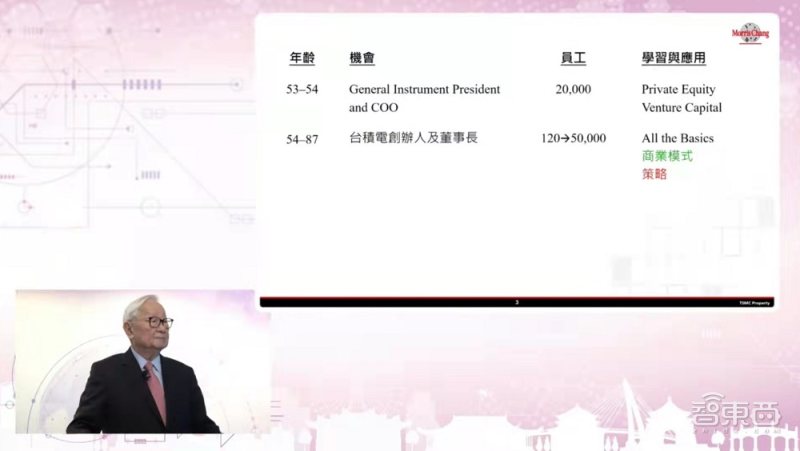 Morris Chang
年齡 機會 員工 學習與應用
53–54 General Instrument President 20,000 Private Equity
and COO Venture Capital
54–87 台積電創辦人及董事長 120→50,000 All the Basics
商業模式
策略
3 TSMC Property
智東西